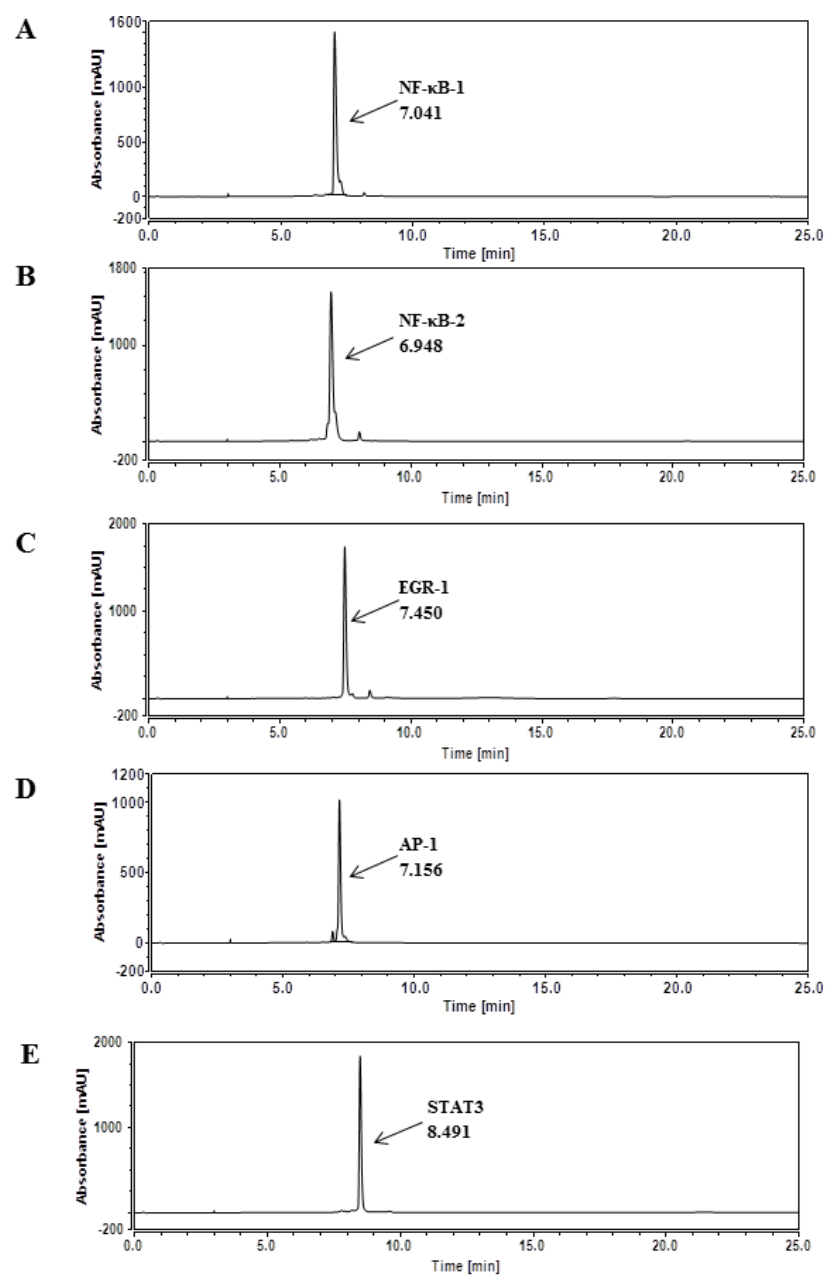 A
Absorbance [mAU]
1600
1000
500
0
-200
NF-κB-1
7.041
0.0 5.0 10.0 15.0 20.0 25.0
Time [min]
B
Absorbance [mAU]
1800
1000
-200
NF-κB-2
6.948
0.0 5.0 10.0 15.0 20.0 25.0
Time [min]
C
Absorbance [mAU]
2000
1000
-200
EGR-1
7.450
0.0 5.0 10.0 15.0 20.0 25.0
Time [min]
D
Absorbance [mAU]
1200
1000
500
0
-200
AP-1
7.156
0.0 5.0 10.0 15.0 20.0 25.0
Time [min]
E
Absorbance [mAU]
2000
1000
-200
STAT3
8.491
0.0 5.0 10.0 15.0 20.0 25.0
Time [min]